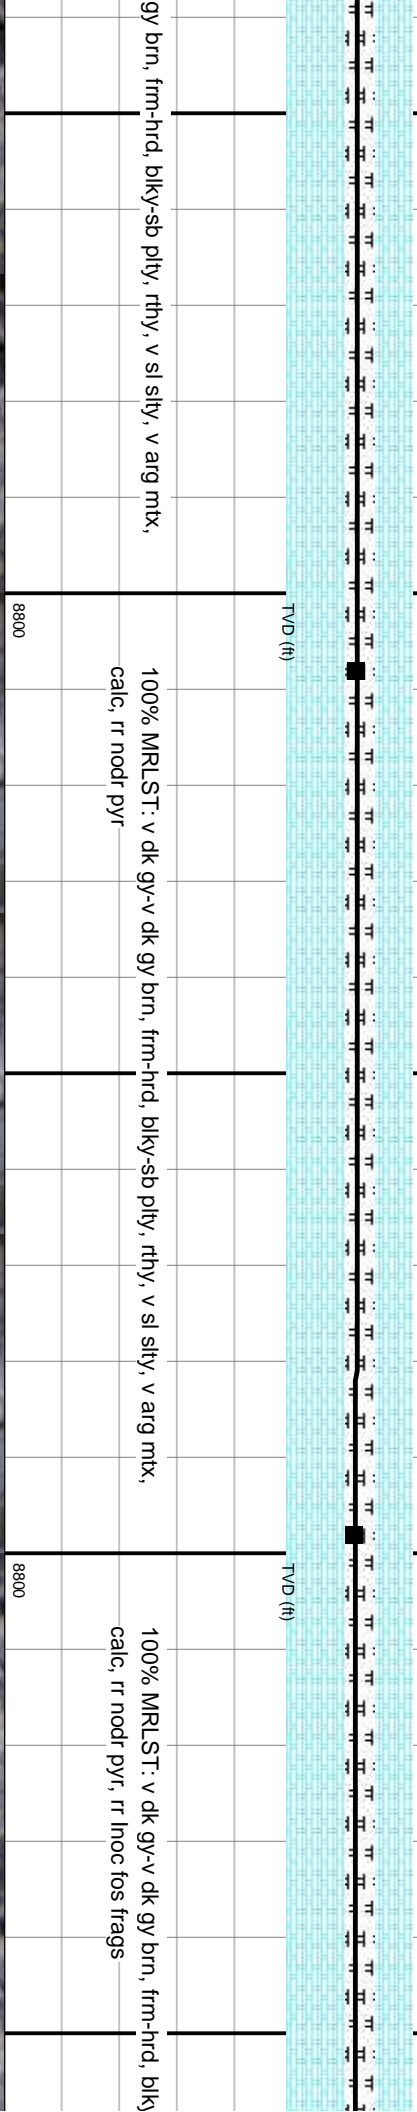 gy brn, frm-hrd, blky-sb plty, rthy, v sl slty, v arg mtx,
TVD (ft)
8800
100% MRLST: v dk gy-v dk gy brn, frm-hrd, blky-sb plty, rthy, v sl slty, v arg mtx,
calc, rr nodr pyr
TVD (ft)
8800
100% MRLST: v dk gy-v dk gy brn, frm-hrd, blky
calc, rr nodr pyr, rr Inoc fos frags